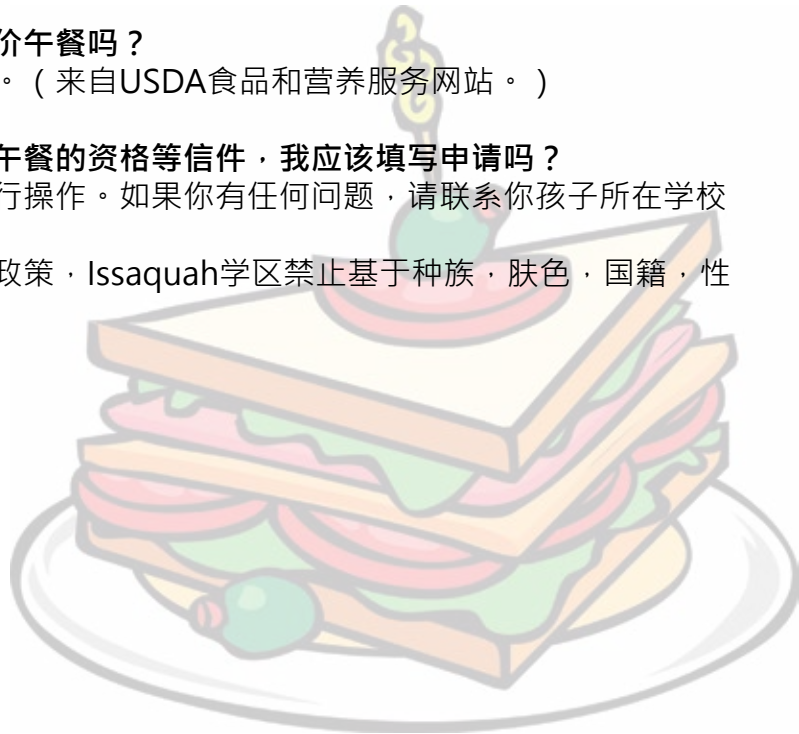 价午餐吗？
。（来自USDA食品和营养服务网站。）
午餐的资格等信件，我应该填写申请吗？
行操作。如果你有任何问题，请联系你孩子所在学校
政策，Issaquah学区禁止基于种族，肤色，国籍，性